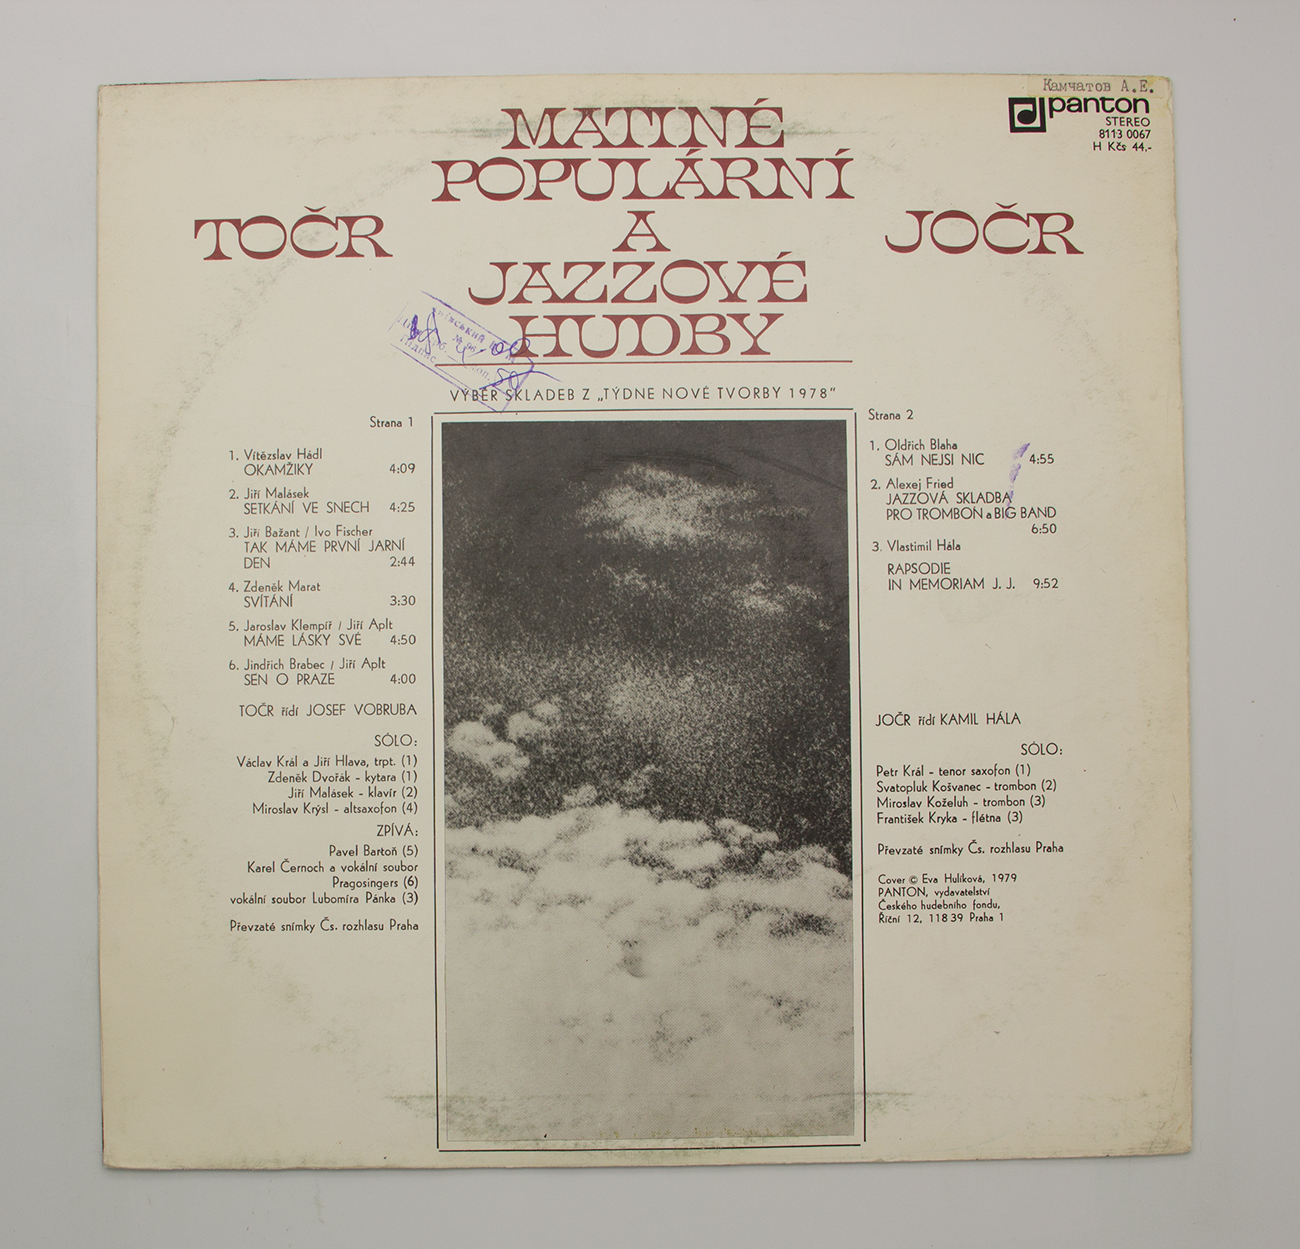 Камчатов А.Е.
panton
STEREO
8113 0067
H Kčs 44.-
MATINÉ
POPULÁRNÍ
TOČR
A
JOČR
JAZZOVÉ
HUDBY
VÝBĚR SKLADEB Z „TÝDNE NOVÉ TVORBY 1978"
Strana 1
1. Vítězslav Hádl
OKAMŽIKY 4:09
2. Jiří Malásek
SETKÁNÍ VE SNECH 4:25
3. Jiří Bažant / Ivo Fischer
TAK MÁME PRVNÍ JARNÍ
DEN 2:44
4. Zdeněk Marat
SVÍTÁNÍ 3:30
5. Jaroslav Klempíř / Jiří Aplt
MÁME LÁSKY SVÉ 4:50
6. Jindřich Brabec / Jiří Aplt
SEN O PRAZE 4:00
TOČR řídí JOSEF VOBRUBA
SÓLO:
Václav Král a Jiří Hlava, trpt. (1)
Zdeněk Dvořák – kytara (1)
Jiří Malásek – klavír (2)
Miroslav Krýsl – altsaxofon (4)
ZPÍVÁ:
Pavel Bartoň (5)
Karel Černoch a vokální soubor
Pragosingers (6)
vokální soubor Lubomíra Pánka (3)
Převzaté snímky Čs. rozhlasu Praha
Strana 2
1. Oldřich Blaha
SÁM NEJSI NIC 4:55
2. Alexej Fried
JAZZOVÁ SKLADBA
PRO TROMBON a BIG BAND
6:50
3. Vlastimil Hála
RAPSODIE
IN MEMORIAM J. J. 9:52
JOČR řídí KAMIL HÁLA
SÓLO:
Petr Král – tenor saxofon (1)
Svatopluk Košvanec – trombon (2)
Miroslav Koželuh – trombon (3)
František Kryka – flétna (3)
Převzaté snímky Čs. rozhlasu Praha
Cover © Eva Hulíková, 1979
PANTON, vydavatelství
Českého hudebního fondu,
Říční 12, 118 39 Praha 1